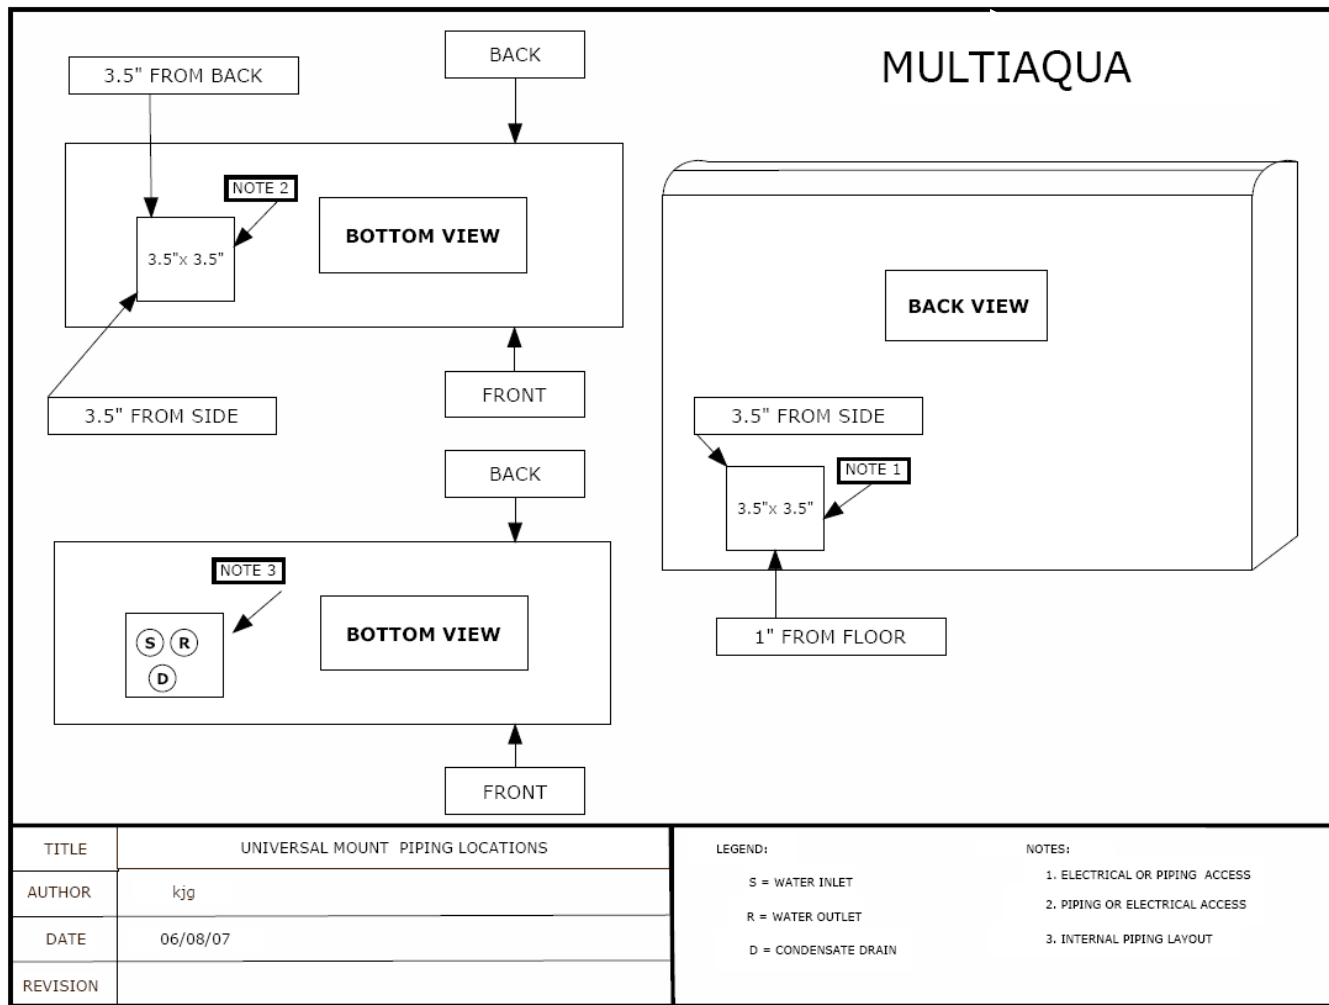 MULTIAQUA
3.5" FROM BACK
BACK
NOTE 2
BOTTOM VIEW
3.5"x 3.5"
3.5" FROM SIDE
FRONT
BACK VIEW
3.5" FROM SIDE
NOTE 1
3.5"x 3.5"
1" FROM FLOOR
BACK
NOTE 3
S R
D
BOTTOM VIEW
FRONT
TITLE UNIVERSAL MOUNT PIPING LOCATIONS
AUTHOR kjg
DATE 06/08/07
REVISION
LEGEND:
S = WATER INLET
R = WATER OUTLET
D = CONDENSATE DRAIN
NOTES:
1. ELECTRICAL OR PIPING ACCESS
2. PIPING OR ELECTRICAL ACCESS
3. INTERNAL PIPING LAYOUT